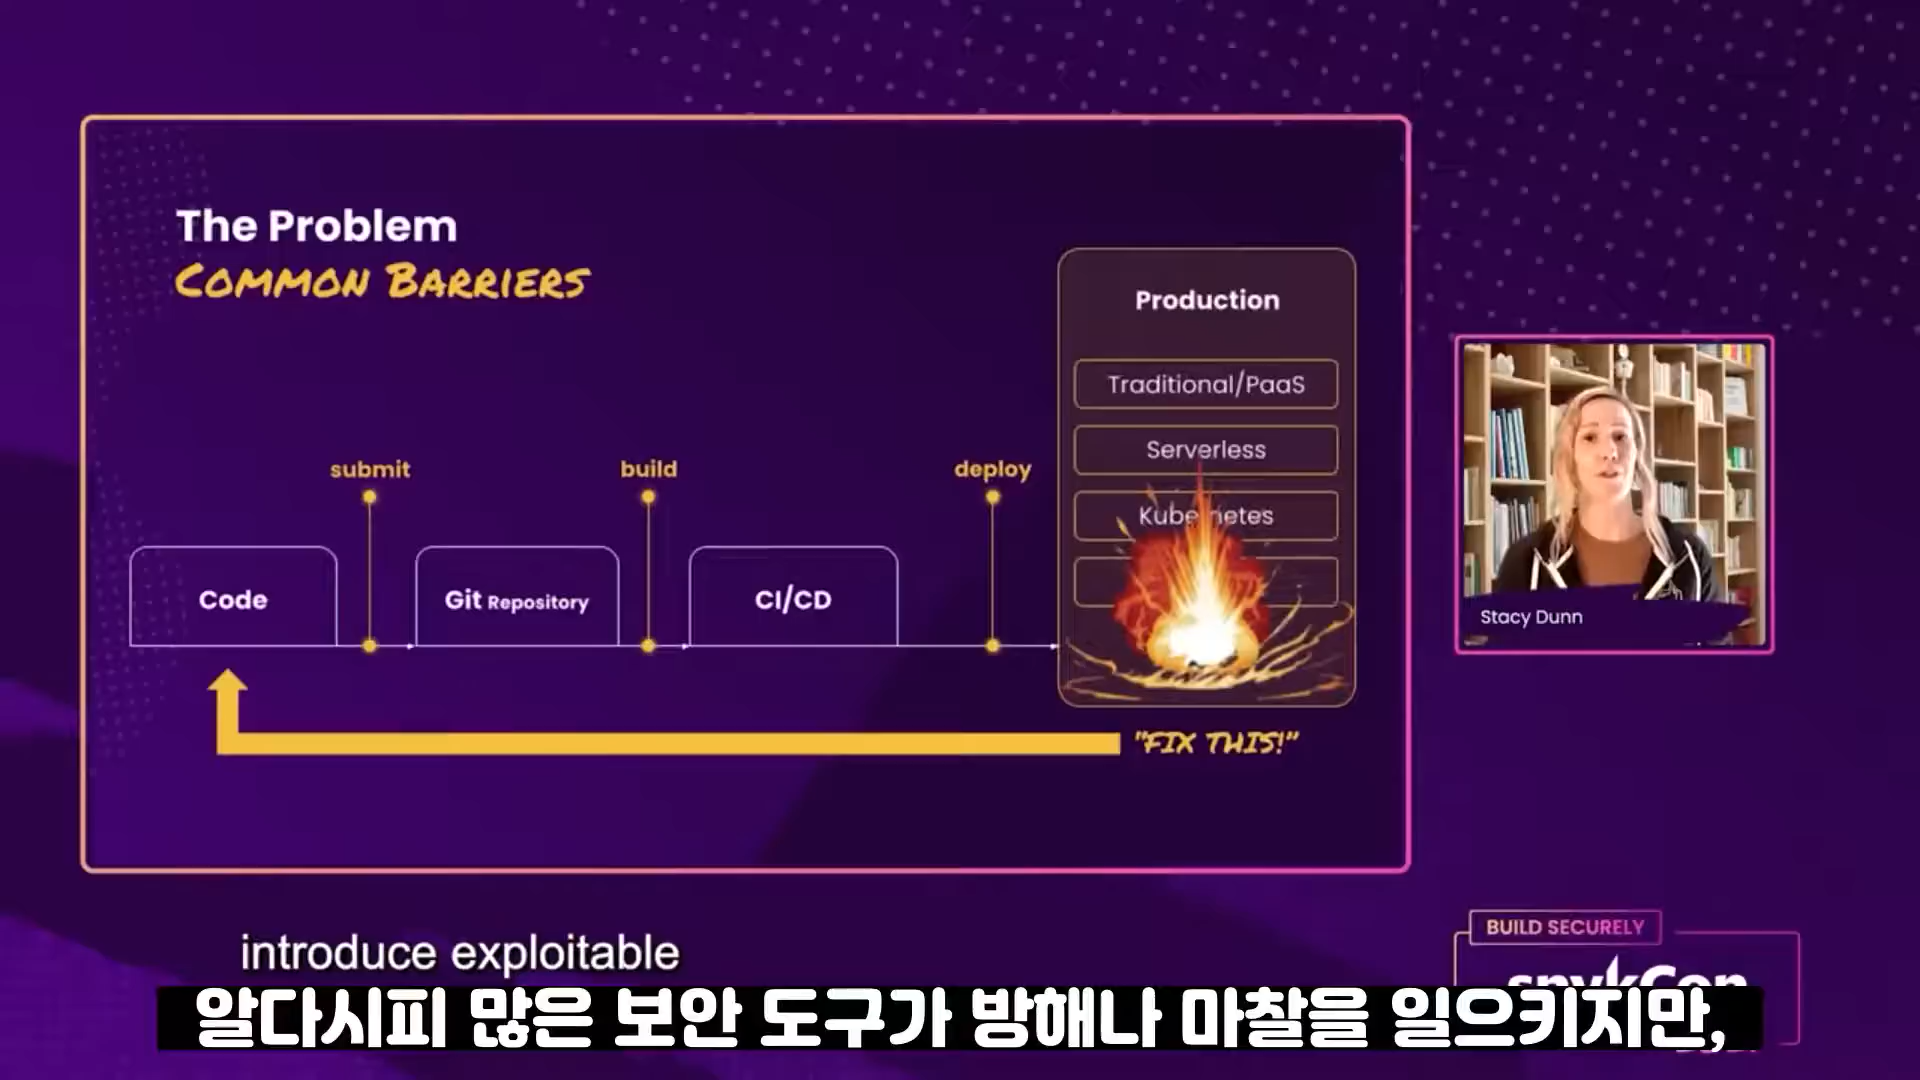 The Problem
COMMON BARRIERS
Production
Traditional/PaaS
Serverless
Kubernetes
submit
build
deploy
Code
Git Repository
CI/CD
"FIX THIS!"
Stacy Dunn
BUILD SECURELY
introduce exploitable
알다시피 많은 보안 도구가 방해나 마찰을 일으키지만,